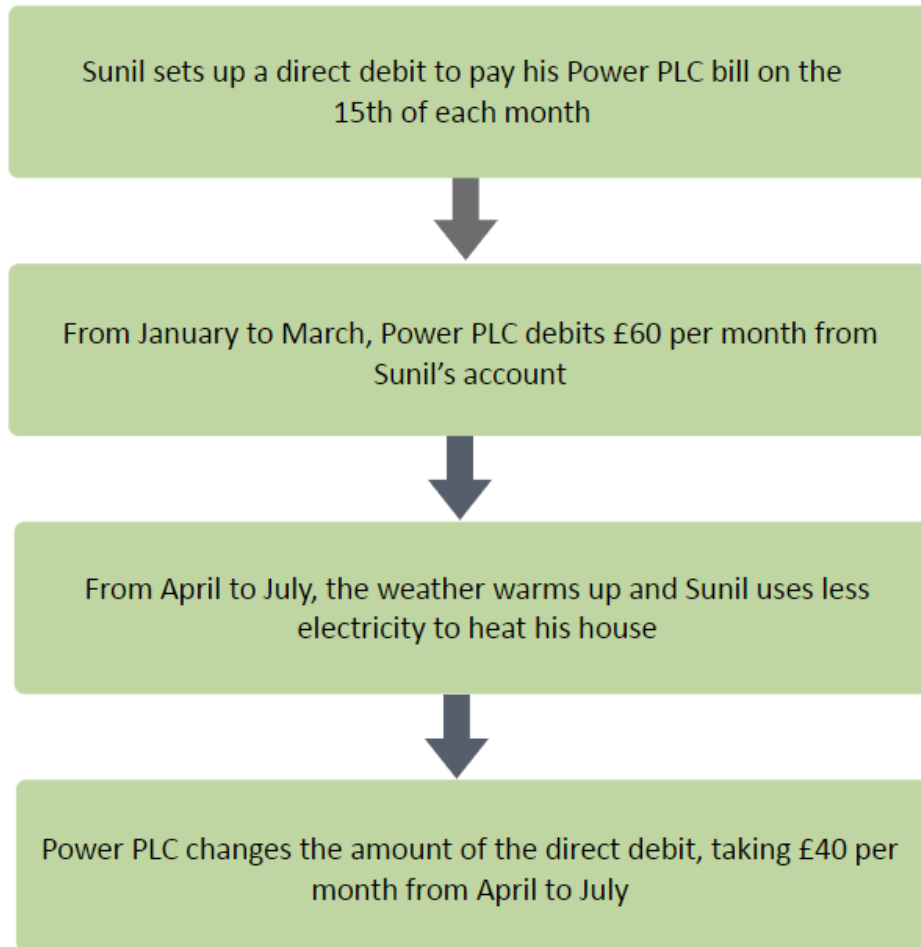 Sunil sets up a direct debit to pay his Power PLC bill on the
15th of each month
From January to March, Power PLC debits £60 per month from
Sunil’s account
From April to July, the weather warms up and Sunil uses less
electricity to heat his house
Power PLC changes the amount of the direct debit, taking £40 per
month from April to July